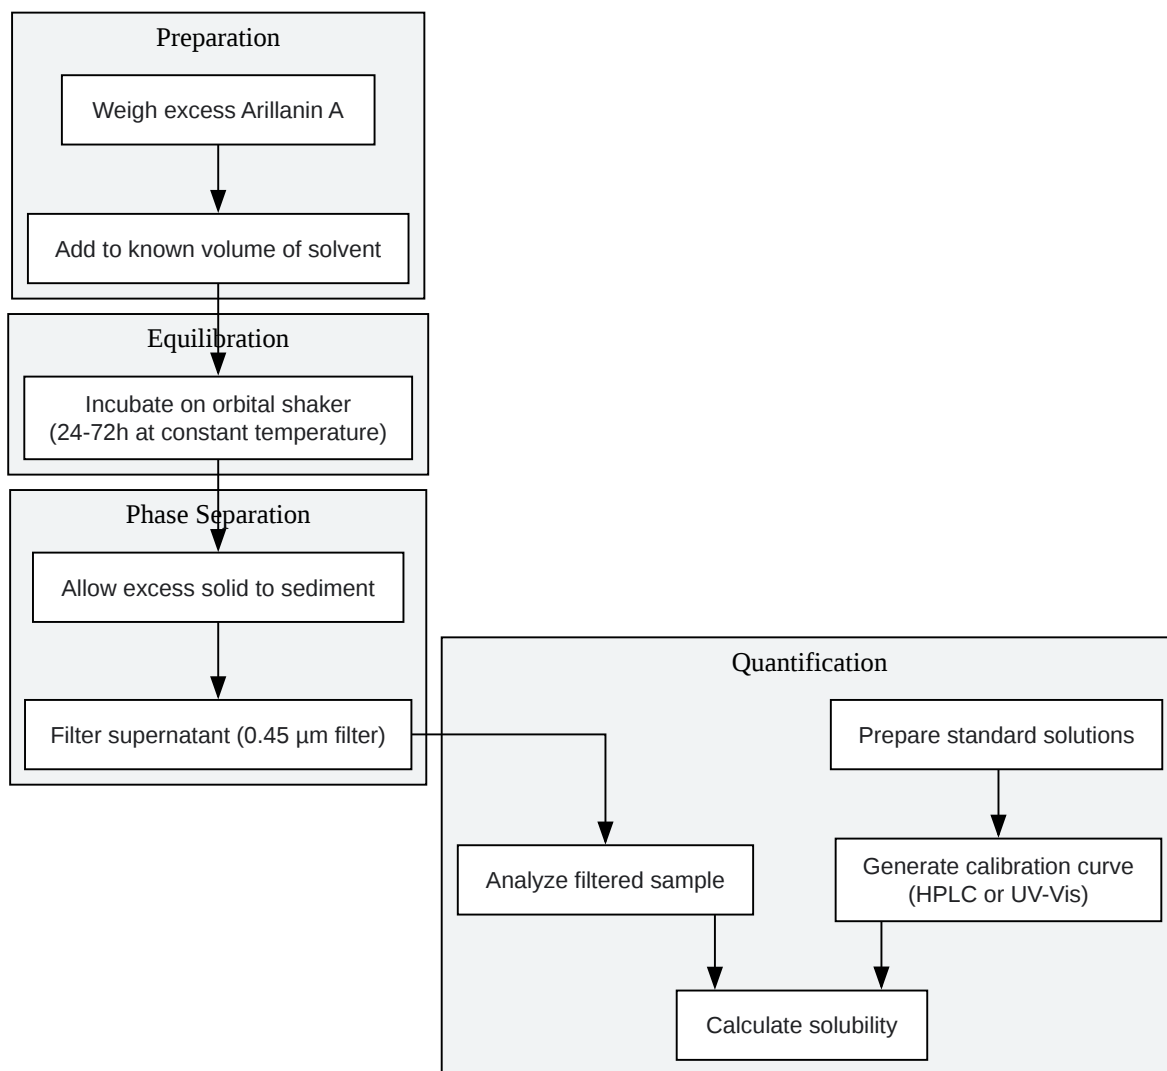 Preparation
Weigh excess Arillanin A
Add to known volume of solvent
Equilibration
Incubate on orbital shaker
(24-72h at constant temperature)
Phase Separation
Allow excess solid to sediment
Filter supernatant (0.45 µm filter)
Quantification
Prepare standard solutions
Generate calibration curve
(HPLC or UV-Vis)
Analyze filtered sample
Calculate solubility